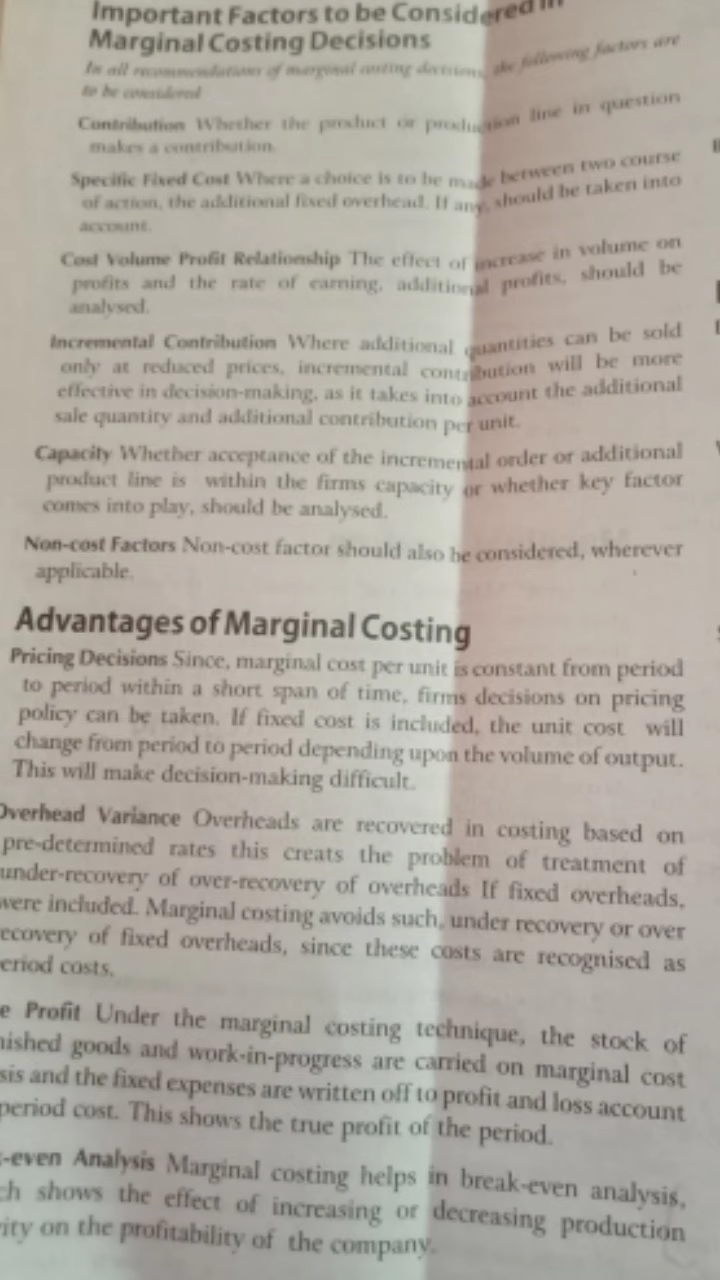 Important Factors to be Considered in
Marginal Costing Decisions
In all recommendations of marginal costing decisions, the following factors are
to be considered
Contribution Whether the product or production line in question
makes a contribution.
Specific Fixed Cost Where a choice is to be made between two course
of action, the additional fixed overhead. If any, should be taken into
account.
Cost Volume Profit Relationship The effect of increase in volume on
profits and the rate of earning, additional profits, should be
analysed.
Incremental Contribution Where additional quantities can be sold
only at reduced prices, incremental contribution will be more
effective in decision-making, as it takes into account the additional
sale quantity and additional contribution per unit.
Capacity Whether acceptance of the incremental order or additional
product line is within the firms capacity or whether key factor
comes into play, should be analysed.
Non-cost Factors Non-cost factor should also be considered, wherever
applicable.
Advantages of Marginal Costing
Pricing Decisions Since, marginal cost per unit is constant from period
to period within a short span of time, firms decisions on pricing
policy can be taken. If fixed cost is included, the unit cost will
change from period to period depending upon the volume of output.
This will make decision-making difficult.
Overhead Variance Overheads are recovered in costing based on
pre-determined rates this creats the problem of treatment of
under-recovery of over-recovery of overheads If fixed overheads,
were included. Marginal costing avoids such, under recovery or over
ecovery of fixed overheads, since these costs are recognised as
eriod costs.
e Profit Under the marginal costing technique, the stock of
nished goods and work-in-progress are carried on marginal cost
sis and the fixed expenses are written off to profit and loss account
period cost. This shows the true profit of the period.
-even Analysis Marginal costing helps in break-even analysis,
ch shows the effect of increasing or decreasing production
vity on the profitability of the company.